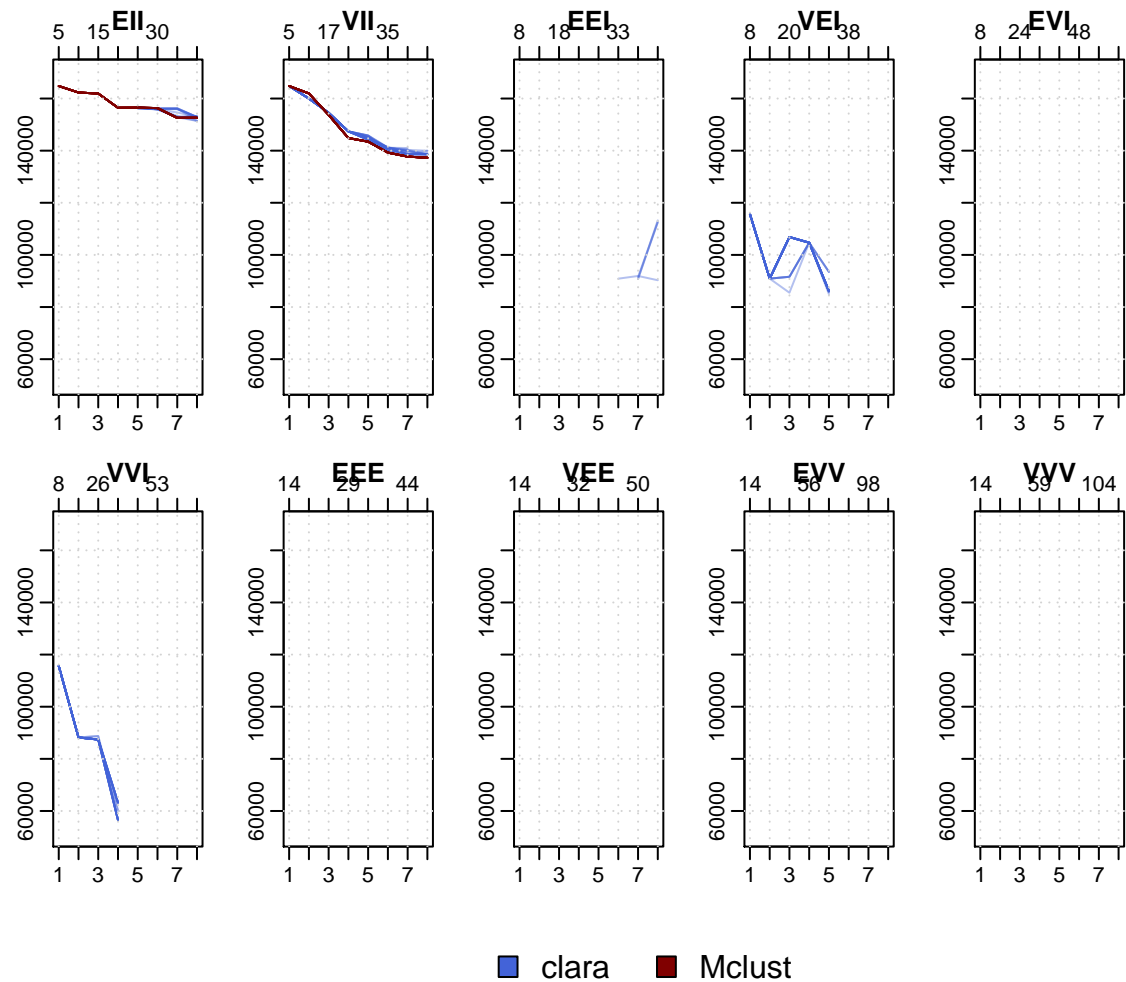 EII VII EEI VEI EVI
5 15 30 5 17 35 8 18 33 8 20 38 8 24 48
140000 140000 140000 140000 140000
100000 100000 100000 100000 100000
60000 60000 60000 60000 60000
1 3 5 7 1 3 5 7 1 3 5 7 1 3 5 7 1 3 5 7
VVI EEE VEE EVV VVV
8 26 53 14 29 44 14 32 50 14 56 98 14 59 104
140000 140000 140000 140000 140000
100000 100000 100000 100000 100000
60000 60000 60000 60000 60000
1 3 5 7 1 3 5 7 1 3 5 7 1 3 5 7 1 3 5 7
clara Mclust